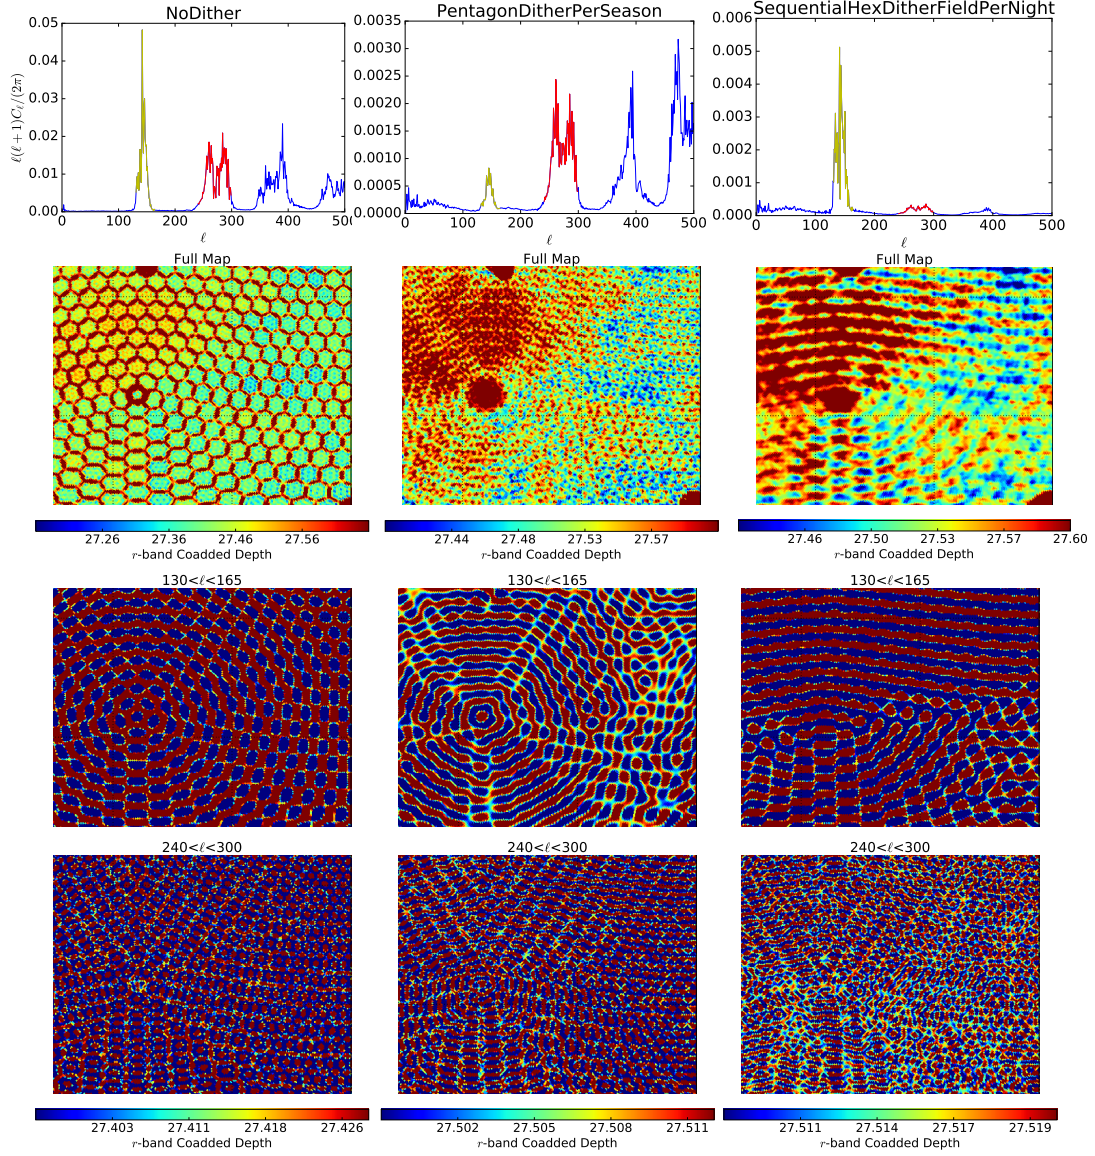 NoDither
PentagonDitherPerSeason
SequentialHexDitherFieldPerNight
ℓ(ℓ+1)C_ℓ/(2π)
0.05
0.04
0.03
0.02
0.01
0.00
0 100 200 300 400 500
ℓ
0.0035
0.0030
0.0025
0.0020
0.0015
0.0010
0.0005
0.0000
0 100 200 300 400 500
ℓ
0.006
0.005
0.004
0.003
0.002
0.001
0.000
0 100 200 300 400 500
ℓ
Full Map
Full Map
Full Map
27.26 27.36 27.46 27.56
r-band Coadded Depth
27.44 27.50 27.53 27.57
r-band Coadded Depth
27.46 27.50 27.53 27.57 27.60
r-band Coadded Depth
130<ℓ<165
130<ℓ<165
130<ℓ<165
240<ℓ<300
240<ℓ<300
240<ℓ<300
27.403 27.411 27.418 27.426
r-band Coadded Depth
27.502 27.505 27.508 27.511
r-band Coadded Depth
27.511 27.514 27.517 27.519
r-band Coadded Depth